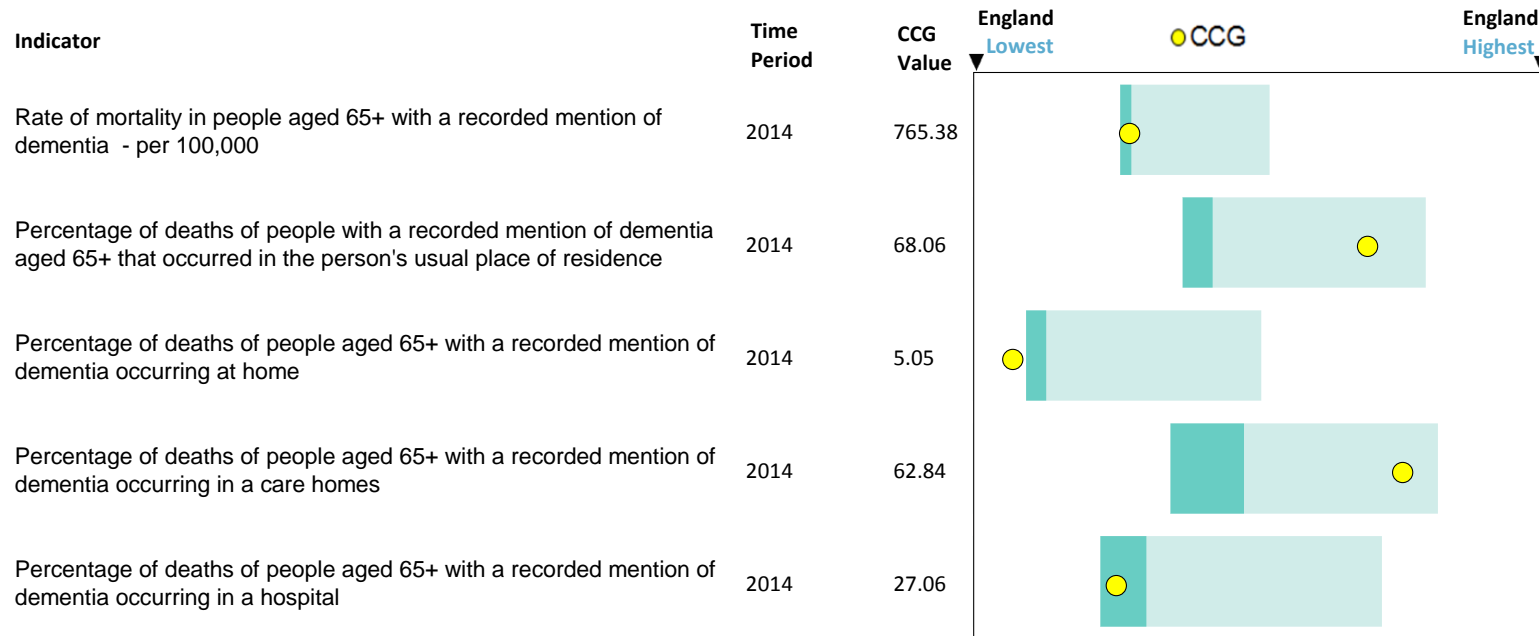 Indicator
Time
Period
CCG
Value
England
Lowest
CCG
England
Highest
Rate of mortality in people aged 65+ with a recorded mention of
dementia - per 100,000
2014
765.38
Percentage of deaths of people with a recorded mention of dementia
aged 65+ that occurred in the person's usual place of residence
2014
68.06
Percentage of deaths of people aged 65+ with a recorded mention of
dementia occurring at home
2014
5.05
Percentage of deaths of people aged 65+ with a recorded mention of
dementia occurring in a care homes
2014
62.84
Percentage of deaths of people aged 65+ with a recorded mention of
dementia occurring in a hospital
2014
27.06